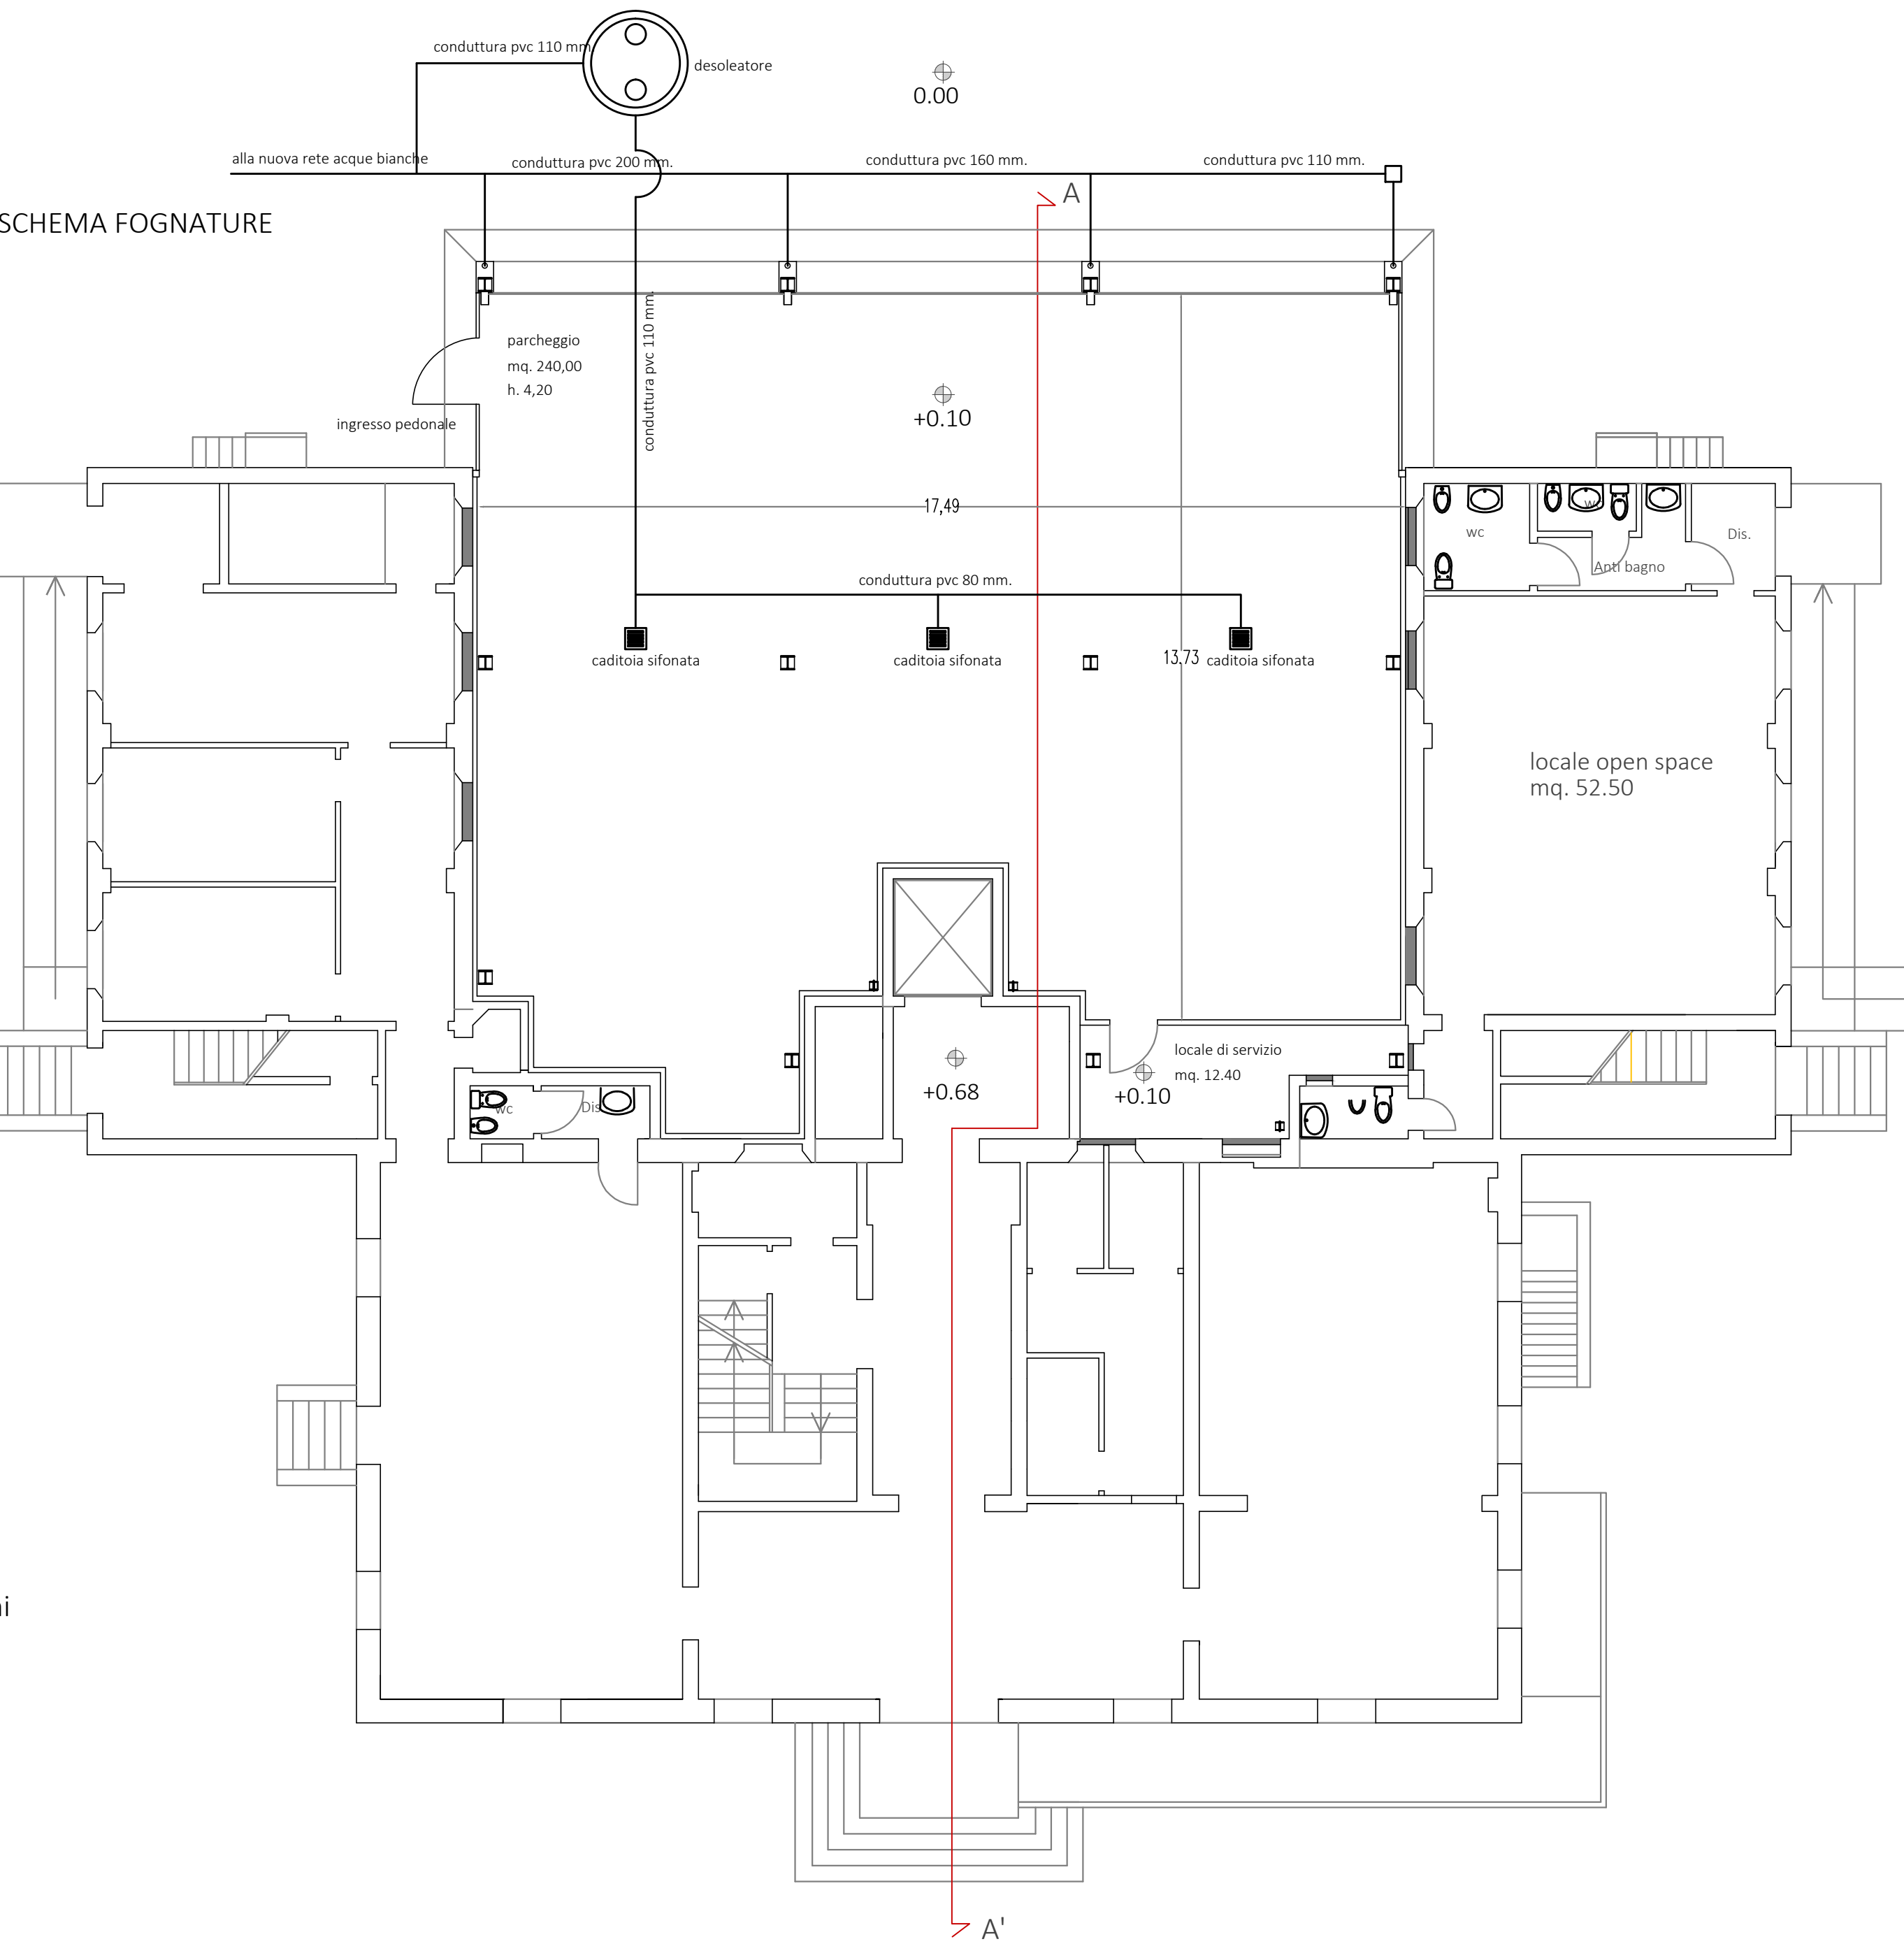 conduttura pvc 110 mm.
desoleatore
0.00
alla nuova rete acque bianche
conduttura pvc 200 mm.
conduttura pvc 160 mm.
conduttura pvc 110 mm.
A
SCHEMA FOGNATURE
parcheggio
mq. 240,00
h. 4,20
conduttura pvc 110 mm.
+0.10
ingresso pedonale
17,49
wc
wc
Dis.
Anti bagno
conduttura pvc 80 mm.
caditoia sifonata
caditoia sifonata
13,73
caditoia sifonata
locale open space
mq. 52.50
locale di servizio
mq. 12.40
+0.68
+0.10
wc
Dis
A'